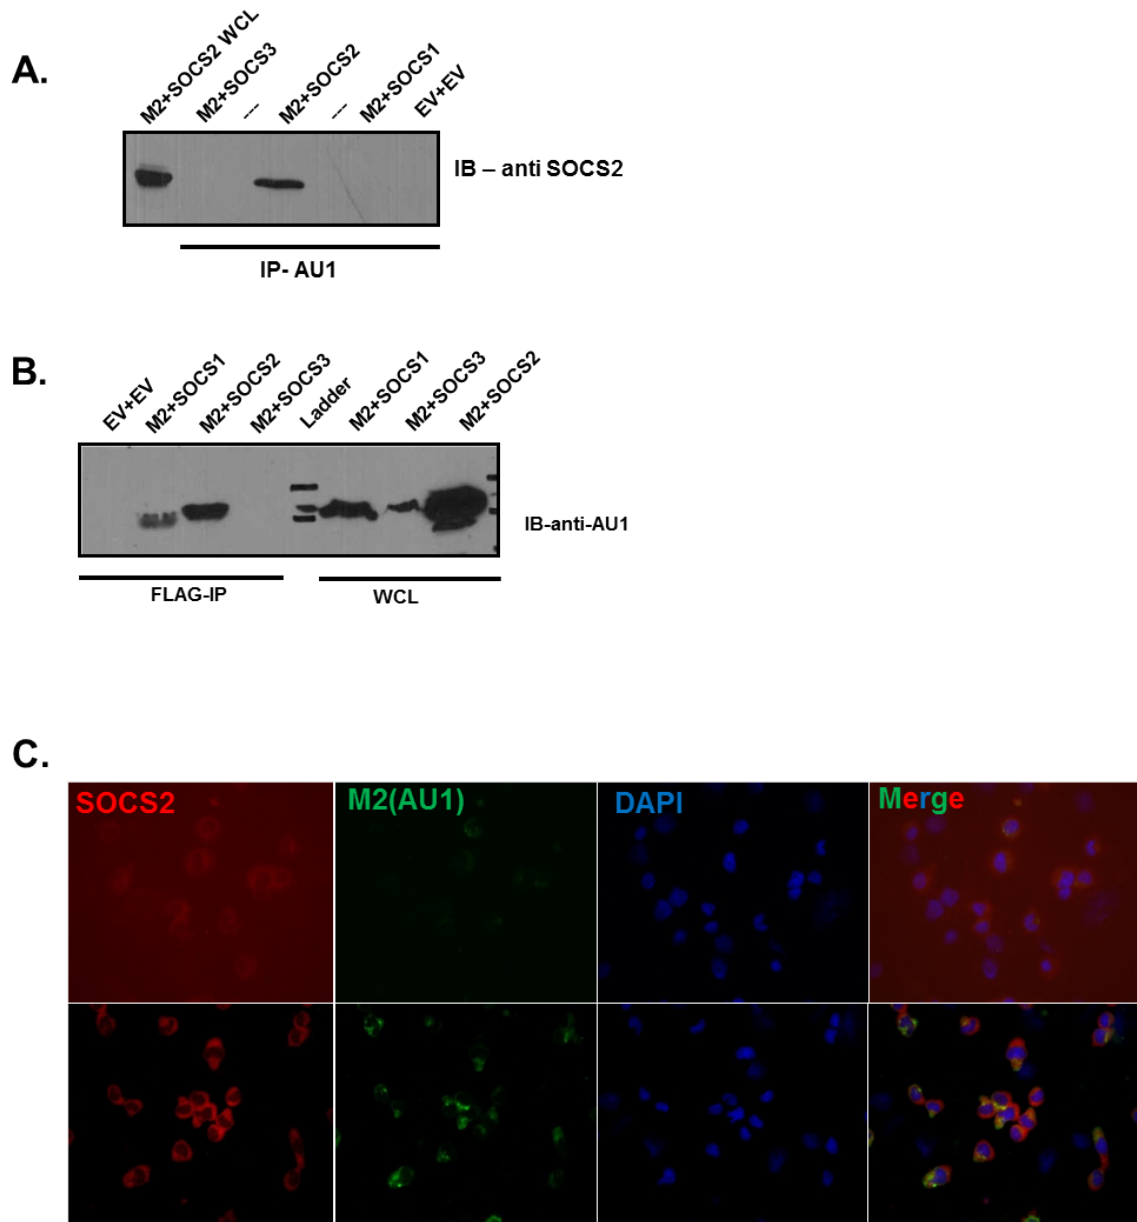 A.
M2+SOCS2 WCL
M2+SOCS3
---
M2+SOCS2
---
M2+SOCS1
EV+EV
IB – anti SOCS2
IP- AU1
B.
EV+EV
M2+SOCS1
M2+SOCS2
M2+SOCS3
Ladder
M2+SOCS1
M2+SOCS3
M2+SOCS2
IB-anti-AU1
FLAG-IP
WCL
C.
SOCS2
M2(AU1)
DAPI
Merge